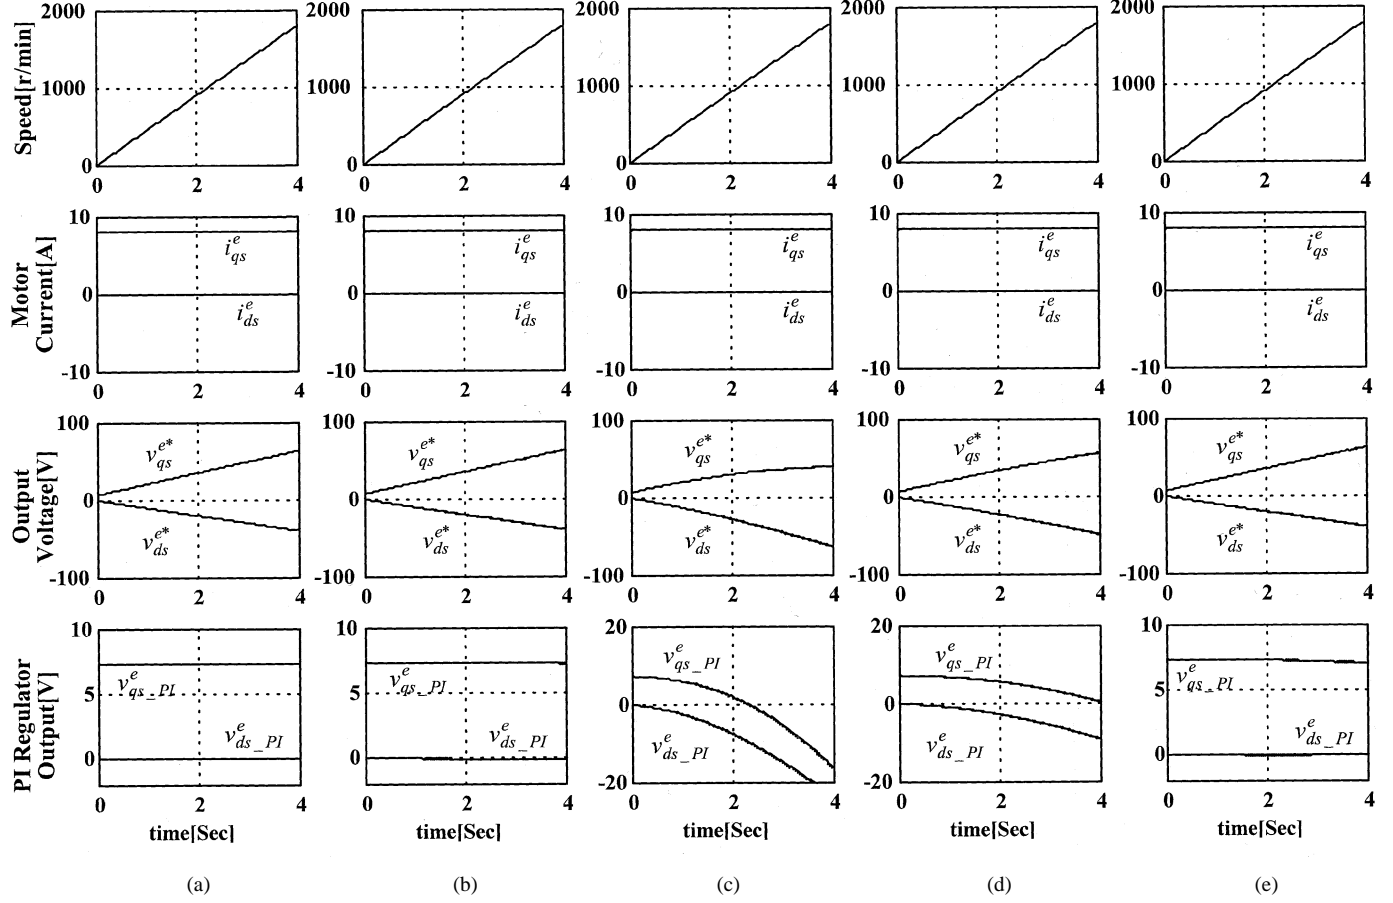 Speed[r/min]
2000
1000
0
0 2 4
2000
1000
0
0 2 4
2000
1000
0
0 2 4
2000
1000
0
0 2 4
2000
1000
0
0 2 4
Motor
Current[A]
10
0
-10
i^e_qs
i^e_ds
0 2 4
10
0
-10
i^e_qs
i^e_ds
0 2 4
10
0
-10
i^e_qs
i^e_ds
0 2 4
10
0
-10
i^e_qs
i^e_ds
0 2 4
10
0
-10
i^e_qs
i^e_ds
0 2 4
Output
Voltage[V]
100
0
-100
v^e*_qs
v^e*_ds
0 2 4
100
0
-100
v^e*_qs
v^e*_ds
0 2 4
100
0
-100
v^e*_qs
v^e*_ds
0 2 4
100
0
-100
v^e*_qs
v^e*_ds
0 2 4
100
0
-100
v^e*_qs
v^e*_ds
0 2 4
PI Regulator
Output[V]
10
5
0
v^e_qs_PI
v^e_ds_PI
0 2 4
time[Sec]
10
5
0
v^e_qs_PI
v^e_ds_PI
0 2 4
time[Sec]
20
0
-20
v^e_qs_PI
v^e_ds_PI
0 2 4
time[Sec]
20
0
-20
v^e_qs_PI
v^e_ds_PI
0 2 4
time[Sec]
10
5
0
v^e_qs_PI
v^e_ds_PI
0 2 4
time[Sec]
(a) (b) (c) (d) (e)